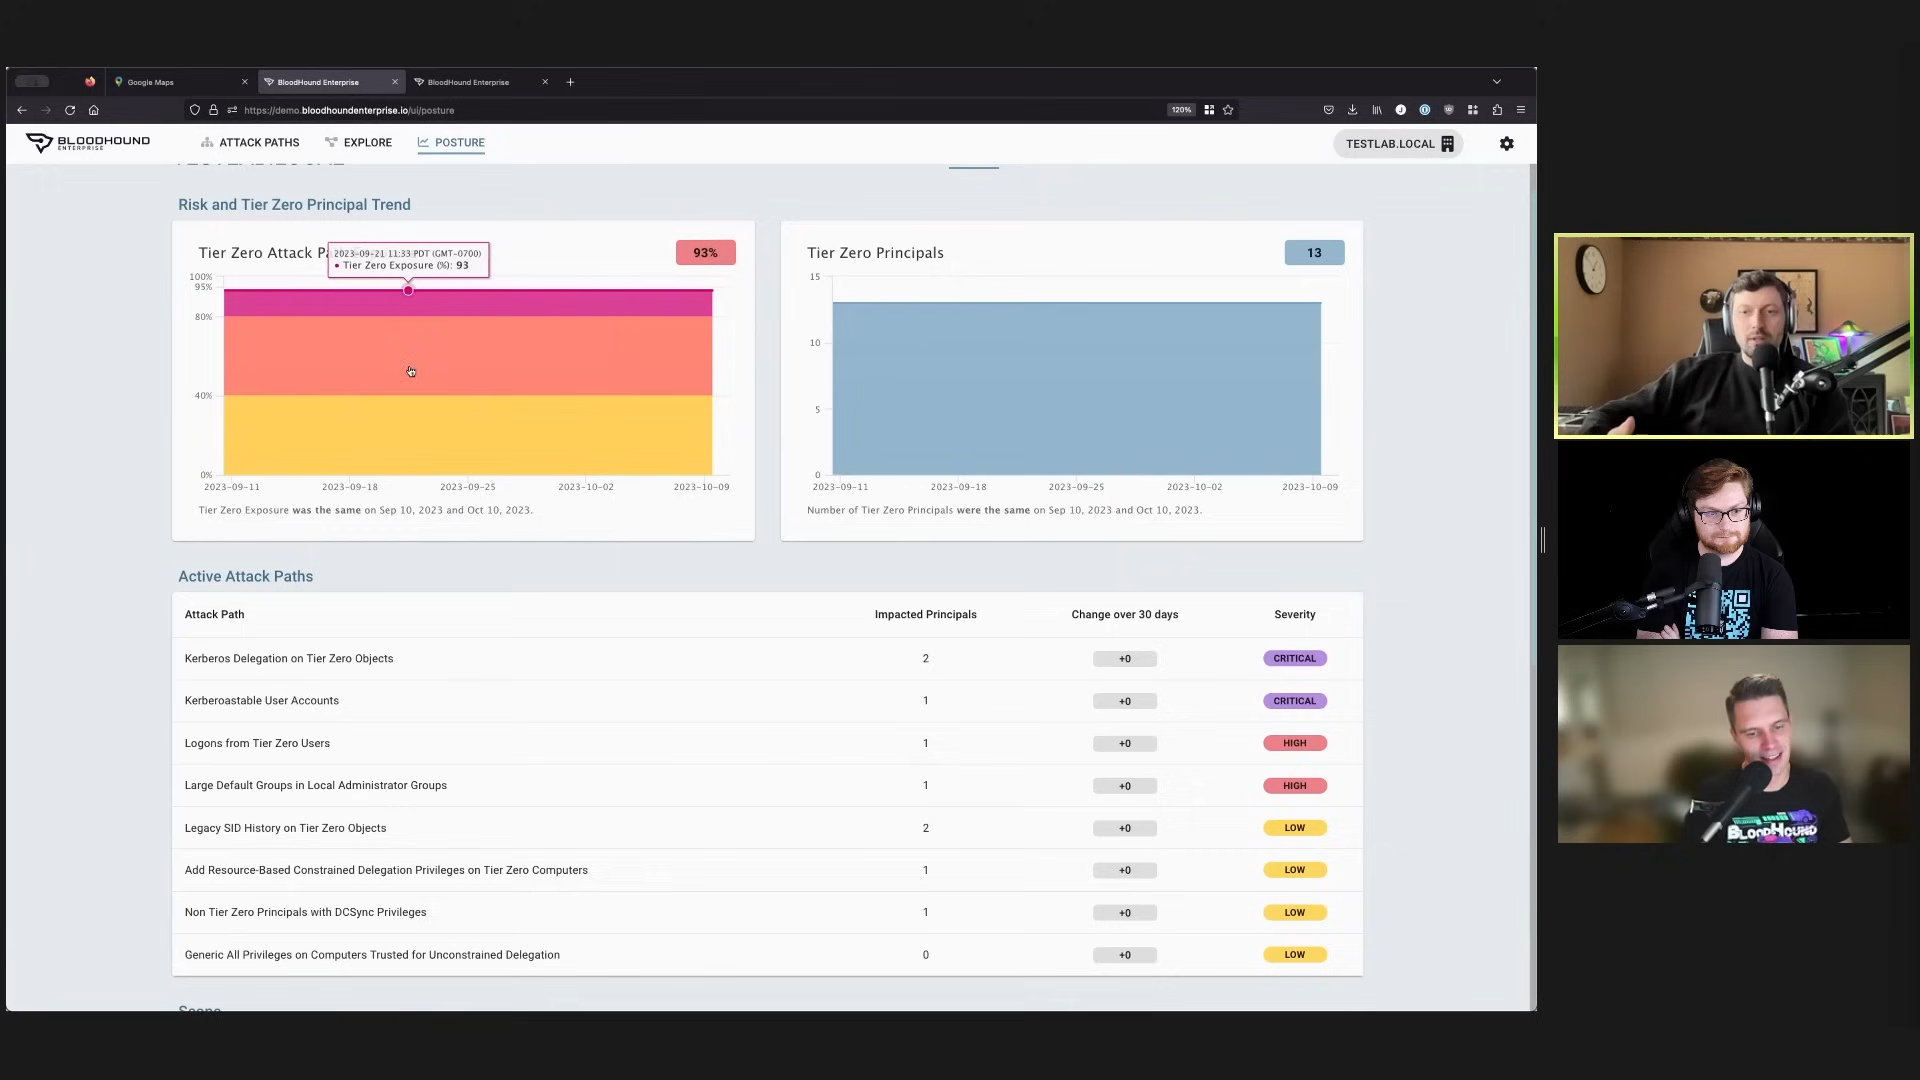 Google Maps
BloodHound Enterprise
BloodHound Enterprise
https://demo.bloodhoundenterprise.io/ui/posture
120%
BLOODHOUND
ENTERPRISE
ATTACK PATHS
EXPLORE
POSTURE
TESTLAB.LOCAL
Risk and Tier Zero Principal Trend
Tier Zero Attack P
93%
2023-09-21 11:33 PDT (GMT-0700)
Tier Zero Exposure (%): 93
100%
95%
80%
40%
0%
2023-09-11 2023-09-18 2023-09-25 2023-10-02 2023-10-09
Tier Zero Exposure was the same on Sep 10, 2023 and Oct 10, 2023.
Tier Zero Principals
13
15
10
5
0
2023-09-11 2023-09-18 2023-09-25 2023-10-02 2023-10-09
Number of Tier Zero Principals were the same on Sep 10, 2023 and Oct 10, 2023.
Active Attack Paths
Attack Path Impacted Principals Change over 30 days Severity
Kerberos Delegation on Tier Zero Objects 2 +0 CRITICAL
Kerberoastable User Accounts 1 +0 CRITICAL
Logons from Tier Zero Users 1 +0 HIGH
Large Default Groups in Local Administrator Groups 1 +0 HIGH
Legacy SID History on Tier Zero Objects 2 +0 LOW
Add Resource-Based Constrained Delegation Privileges on Tier Zero Computers 1 +0 LOW
Non Tier Zero Principals with DCSync Privileges 1 +0 LOW
Generic All Privileges on Computers Trusted for Unconstrained Delegation 0 +0 LOW
BLOODHOUND